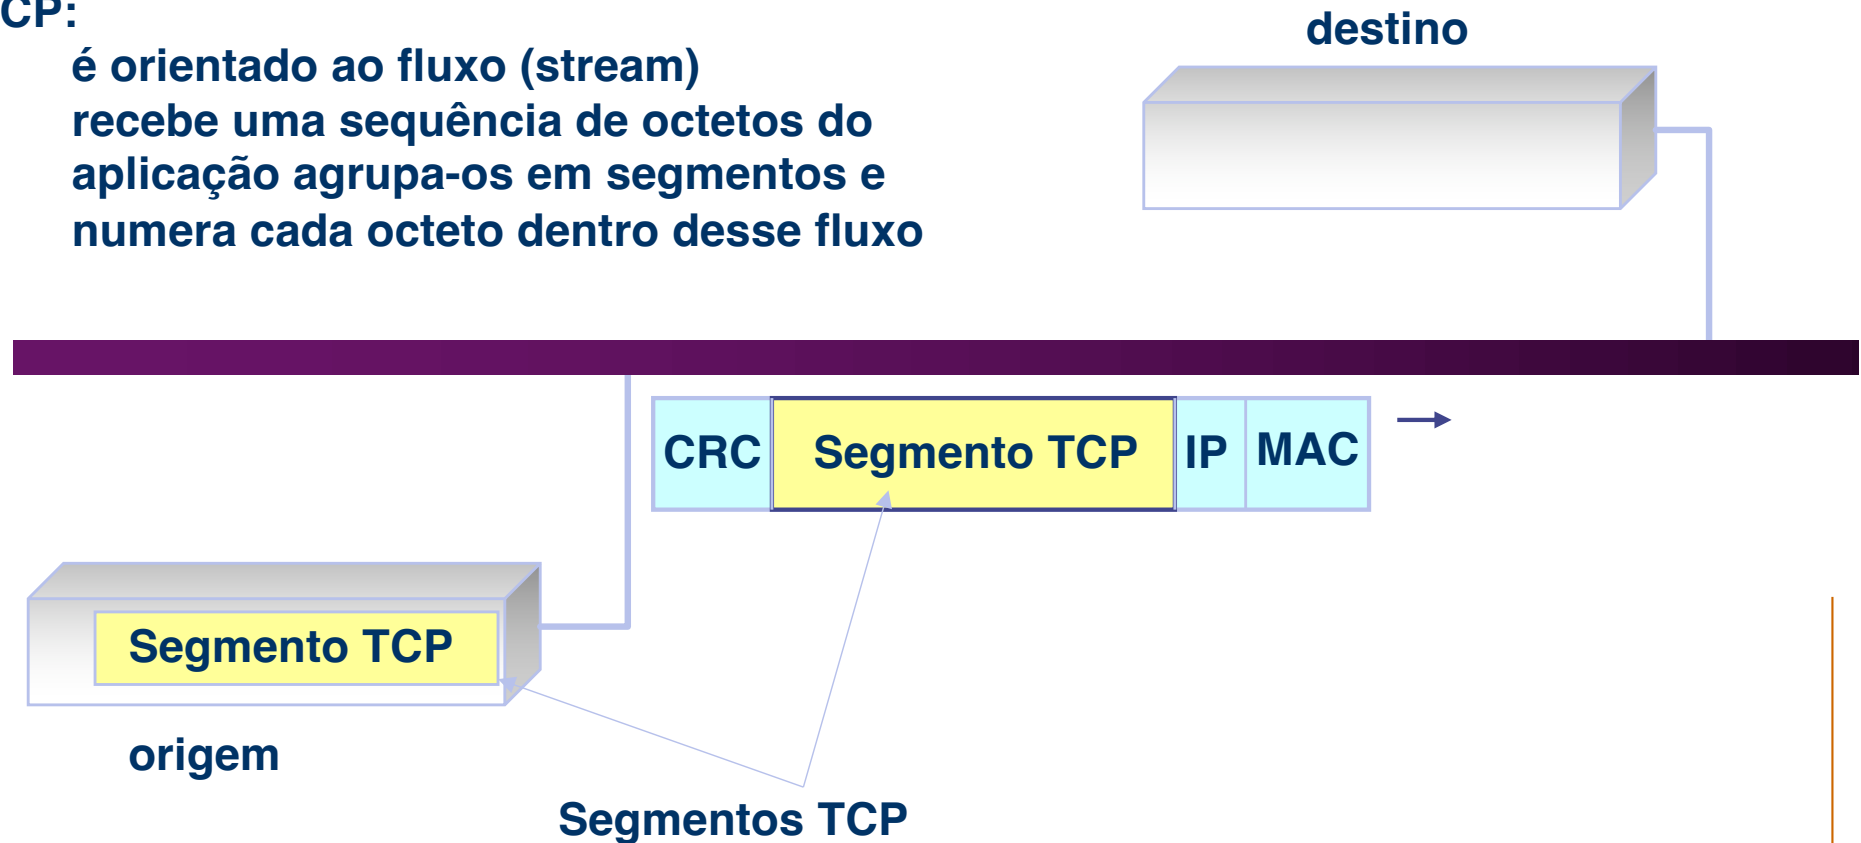 CP:
é orientado ao fluxo (stream)
recebe uma sequência de octetos do
aplicação agrupa-os em segmentos e
numera cada octeto dentro desse fluxo
destino
CRC Segmento TCP IP MAC
Segmento TCP
origem
Segmentos TCP